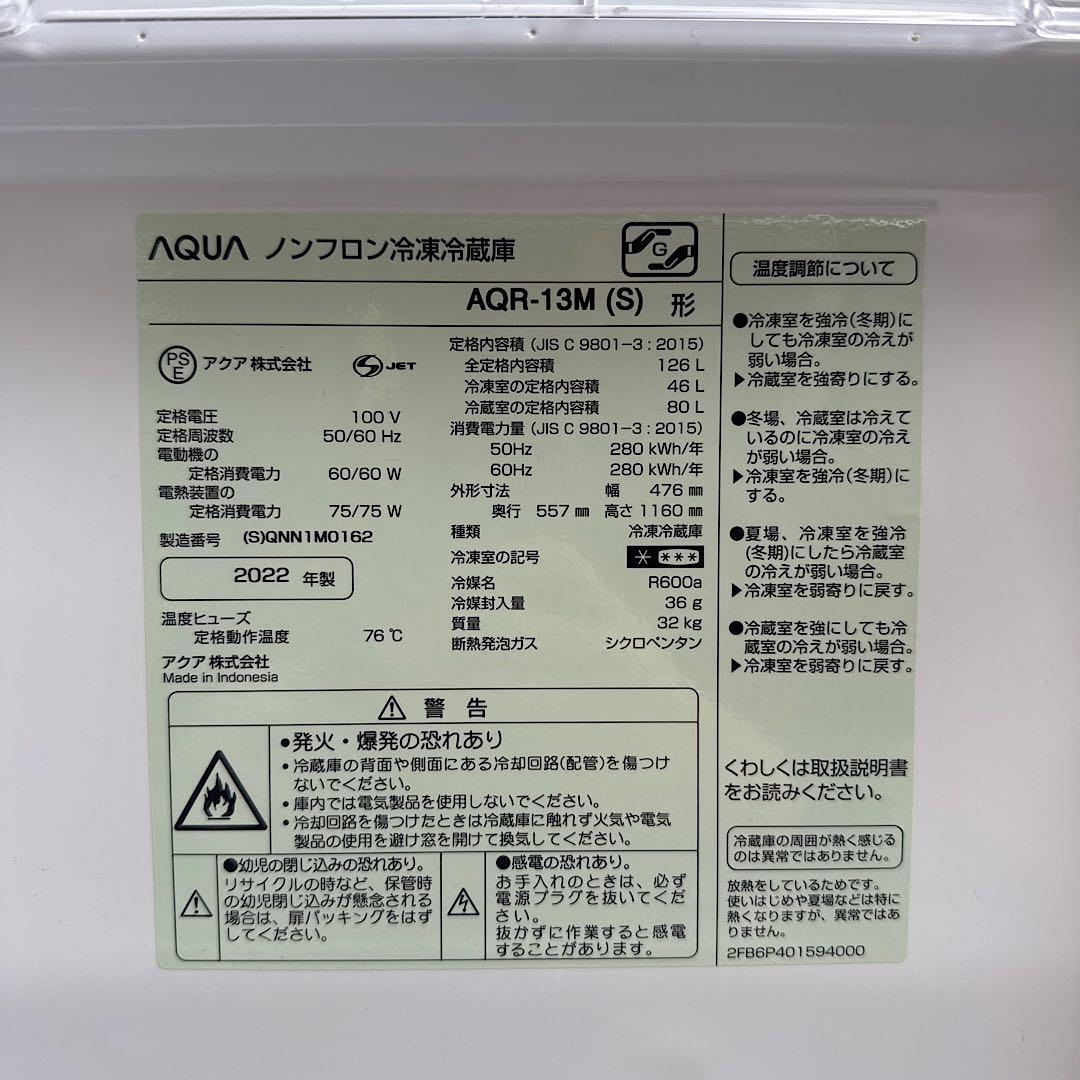 AQUA ノンフロン冷凍冷蔵庫
G
AQR-13M (S) 形
PS
E
アクア 株式会社
S JET
定格電圧 100 V
定格周波数 50/60 Hz
電動機の
定格消費電力 60/60 W
電熱装置の
定格消費電力 75/75 W
製造番号 (S)QNN1M0162
2022 年製
温度ヒューズ
定格動作温度 76 ℃
アクア 株式会社
Made in Indonesia
定格内容積 (JIS C 9801-3 : 2015)
全定格内容積 126 L
冷凍室の定格内容積 46 L
冷蔵室の定格内容積 80 L
消費電力量 (JIS C 9801-3 : 2015)
50Hz 280 kWh/年
60Hz 280 kWh/年
外形寸法 幅 476 ㎜
奥行 557 ㎜ 高さ 1160 ㎜
種類 冷凍冷蔵庫
冷凍室の記号 * ***
冷媒名 R600a
冷媒封入量 36 g
質量 32 kg
断熱発泡ガス シクロペンタン
⚠ 警 告
●発火・爆発の恐れあり
・冷蔵庫の背面や側面にある冷却回路(配管)を傷つけ
ないでください。
・庫内では電気製品を使用しないでください。
・冷却回路を傷つけたときは冷蔵庫に触れず火気や電気
製品の使用を避け窓を開けて換気してください。
●幼児の閉じ込みの恐れあり。
リサイクルの時など、保管時
の幼児閉じ込みが懸念される
場合は、扉パッキングをはず
してください。
●感電の恐れあり。
お手入れのときは、必ず
電源プラグを抜いてくだ
さい。
抜かずに作業すると感電
することがあります。
温度調節について
●冷凍室を強冷(冬期)に
しても冷凍室の冷えが
弱い場合。
▶冷蔵室を強寄りにする。
●冬場、冷蔵室は冷えて
いるのに冷凍室の冷え
が弱い場合。
▶冷凍室を強冷(冬期)に
する。
●夏場、冷凍室を強冷
(冬期)にしたら冷蔵室
の冷えが弱い場合。
▶冷凍室を弱寄りに戻す。
●冷蔵室を強にしても冷
蔵室の冷えが弱い場合。
▶冷凍室を弱寄りに戻す。
くわしくは取扱説明書
をお読みください。
冷蔵庫の周囲が熱く感じる
のは異常ではありません。
放熱をしているためです。
使いはじめや夏場などは特に
熱くなりますが、異常ではあ
りません。
2FB6P401594000